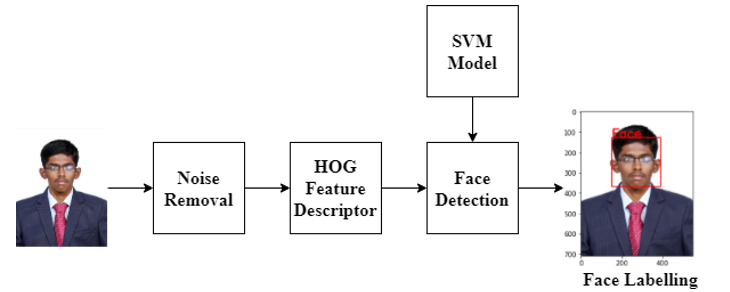 SVM
Model
Noise
Removal
HOG
Feature
Descriptor
Face
Detection
0
100
200
300
400
500
600
700
Face
0
200
400
Face Labelling